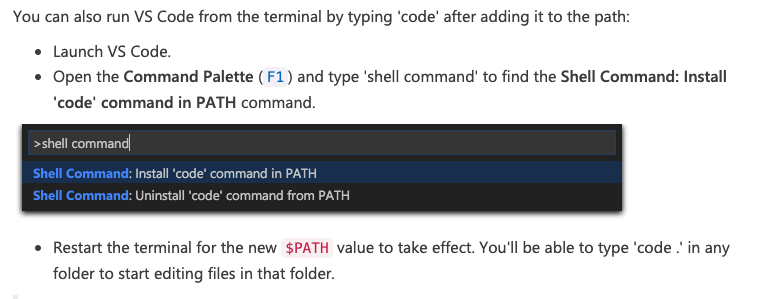 You can also run VS Code from the terminal by typing 'code' after adding it to the path:
• Launch VS Code.
• Open the Command Palette (F1) and type 'shell command' to find the Shell Command: Install
'code' command in PATH command.
>shell command
Shell Command: Install 'code' command in PATH
Shell Command: Uninstall 'code' command from PATH
• Restart the terminal for the new $PATH value to take effect. You'll be able to type 'code .' in any
folder to start editing files in that folder.